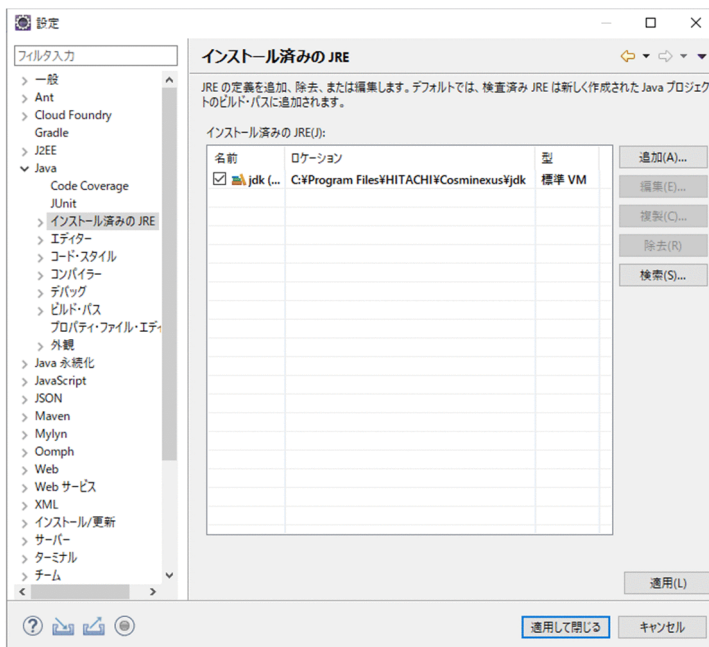 設定
フィルタ入力
一般
Ant
Cloud Foundry
Gradle
J2EE
Java
Code Coverage
JUnit
インストール済みの JRE
エディター
コード・スタイル
コンパイラー
デバッグ
ビルド・パス
プロパティ・ファイル・エディ
外観
Java 永続化
JavaScript
JSON
Maven
Mylyn
Oomph
Web
Web サービス
XML
インストール/更新
サーバー
ターミナル
チーム
インストール済みの JRE
JRE の定義を追加、除去、または編集します。デフォルトでは、検査済み JRE は新しく作成された Java プロジェク
トのビルド・パスに追加されます。
インストール済みの JRE(J):
名前 ロケーション 型
jdk (... C:¥Program Files¥HITACHI¥Cosminexus¥jdk 標準 VM
追加(A)...
編集(E)...
複製(C)...
除去(R)
検索(S)...
適用(L)
適用して閉じる
キャンセル